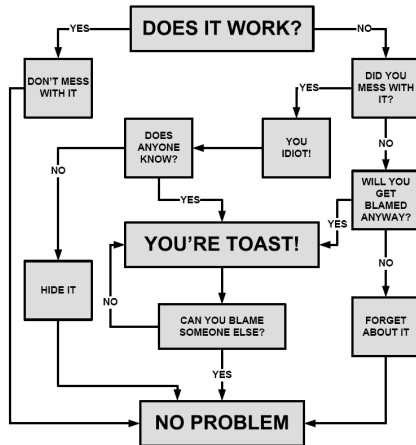 DOES IT WORK?
YES
NO
DON'T MESS
WITH IT
DID YOU
MESS WITH
IT?
YES
DOES
ANYONE
KNOW?
YOU
IDIOT!
NO
NO
WILL YOU
GET
BLAMED
ANYWAY?
YES
YES
YOU'RE TOAST!
NO
HIDE IT
NO
CAN YOU BLAME
SOMEONE ELSE?
FORGET
ABOUT IT
YES
NO PROBLEM